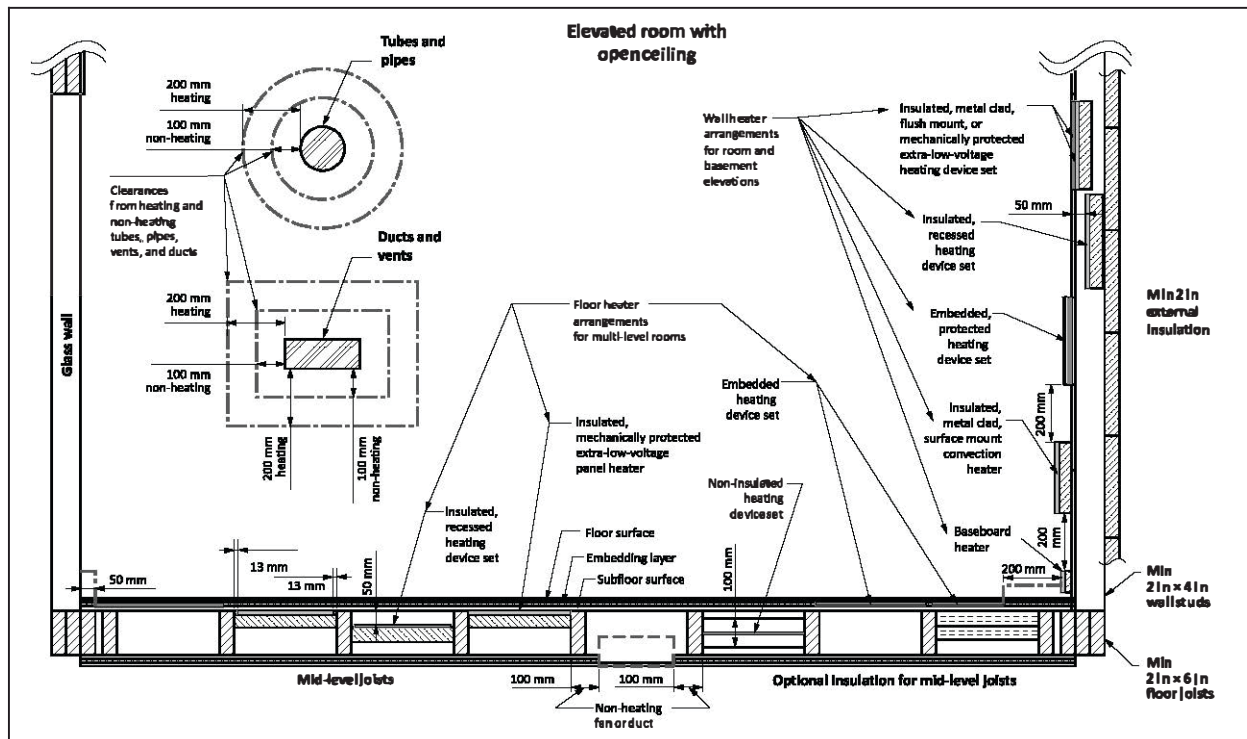 Elevated room with
openceiling
Tubes and
pipes
200 mm
heating
100 mm
non-heating
Clearances
from heating and
non-heating
tubes, pipes,
vents, and ducts
Ducts and
vents
200 mm
heating
100 mm
non-heating
200 mm
heating
100 mm
non-heating
Glass wall
Wall heater
arrangements
for room and
basement
elevations
Insulated, metal clad,
flush mount, or
mechanically protected
extra-low-voltage
heating device set
50 mm
Insulated,
recessed
heating
device set
Min 2 in
external
insulation
Embedded,
protected
heating
device set
Floor heater
arrangements
for multi-level rooms
Embedded
heating
device set
200 mm
Insulated,
metal clad,
surface mount
convection
heater
Insulated,
mechanically protected
extra-low-voltage
panel heater
Non-insulated
heating
device set
Insulated,
recessed
heating
device set
Floor surface
Embedding layer
Subfloor surface
Baseboard
heater
200 mm
200 mm
50 mm
13 mm
13 mm
50 mm
100 mm
Min
2 in × 4 in
wall studs
Mid-level joists
100 mm
100 mm
Optional insulation for mid-level joists
Min
2 in × 6 in
floor joists
Non-heating
fan or duct